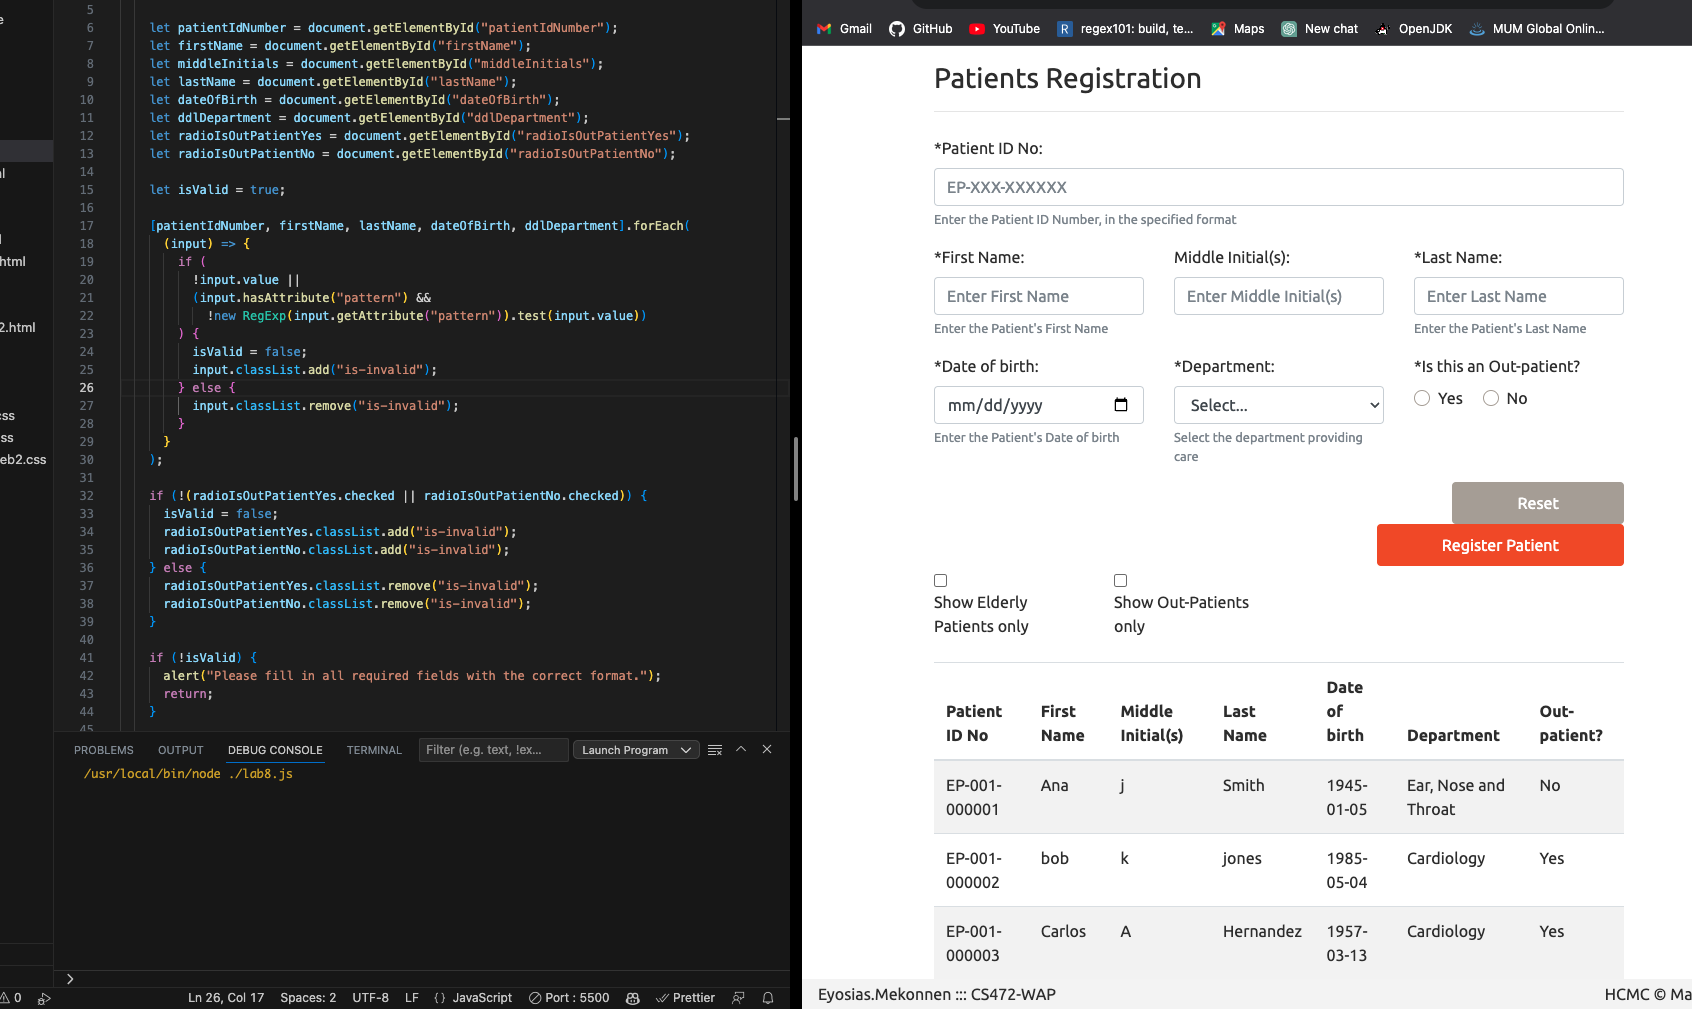 e
ml
l
html
2.html
css
ss
eb2.css
0
5
6 let patientIdNumber = document.getElementById("patientIdNumber");
7 let firstName = document.getElementById("firstName");
8 let middleInitials = document.getElementById("middleInitials");
9 let lastName = document.getElementById("lastName");
10 let dateOfBirth = document.getElementById("dateOfBirth");
11 let ddlDepartment = document.getElementById("ddlDepartment");
12 let radioIsOutPatientYes = document.getElementById("radioIsOutPatientYes");
13 let radioIsOutPatientNo = document.getElementById("radioIsOutPatientNo");
14
15 let isValid = true;
16
17 [patientIdNumber, firstName, lastName, dateOfBirth, ddlDepartment].forEach(
18 (input) => {
19 if (
20 !input.value ||
21 (input.hasAttribute("pattern") &&
22 !new RegExp(input.getAttribute("pattern")).test(input.value))
23 ) {
24 isValid = false;
25 input.classList.add("is-invalid");
26 } else {
27 input.classList.remove("is-invalid");
28 }
29 }
30 );
31
32 if (!(radioIsOutPatientYes.checked || radioIsOutPatientNo.checked)) {
33 isValid = false;
34 radioIsOutPatientYes.classList.add("is-invalid");
35 radioIsOutPatientNo.classList.add("is-invalid");
36 } else {
37 radioIsOutPatientYes.classList.remove("is-invalid");
38 radioIsOutPatientNo.classList.remove("is-invalid");
39 }
40
41 if (!isValid) {
42 alert("Please fill in all required fields with the correct format.");
43 return;
44 }
45
PROBLEMS OUTPUT DEBUG CONSOLE TERMINAL Filter (e.g. text, !ex... Launch Program
/usr/local/bin/node ./lab8.js
Ln 26, Col 17 Spaces: 2 UTF-8 LF {} JavaScript Port : 5500 Prettier
Gmail GitHub YouTube regex101: build, te... Maps New chat OpenJDK MUM Global Onlin...
Patients Registration
*Patient ID No:
EP-XXX-XXXXXX
Enter the Patient ID Number, in the specified format
*First Name: Middle Initial(s): *Last Name:
Enter First Name Enter Middle Initial(s) Enter Last Name
Enter the Patient's First Name Enter the Patient's Last Name
*Date of birth: *Department: *Is this an Out-patient?
mm/dd/yyyy Select... Yes No
Enter the Patient's Date of birth Select the department providing
care
Reset
Register Patient
Show Elderly Show Out-Patients
Patients only only
Date
Patient First Middle Last of Out-
ID No Name Initial(s) Name birth Department patient?
EP-001- Ana j Smith 1945- Ear, Nose and No
000001 01-05 Throat
EP-001- bob k jones 1985- Cardiology Yes
000002 05-04
EP-001- Carlos A Hernandez 1957- Cardiology Yes
000003 03-13
Eyosias.Mekonnen ::: CS472-WAP HCMC © Ma